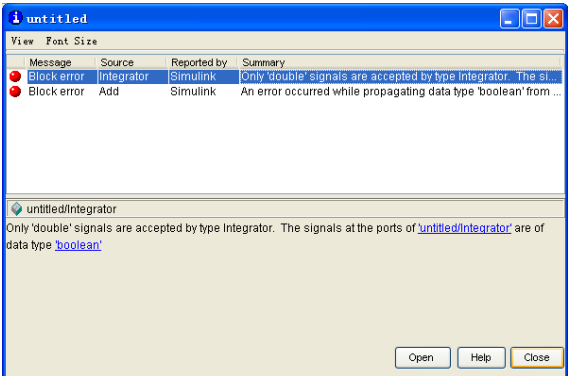 untitled
View Font Size
Message Source Reported by Summary
Block error Integrator Simulink Only 'double' signals are accepted by type Integrator. The si...
Block error Add Simulink An error occurred while propagating data type 'boolean' from ...
untitled/Integrator
Only 'double' signals are accepted by type Integrator. The signals at the ports of 'untitled/Integrator' are of
data type 'boolean'
Open Help Close